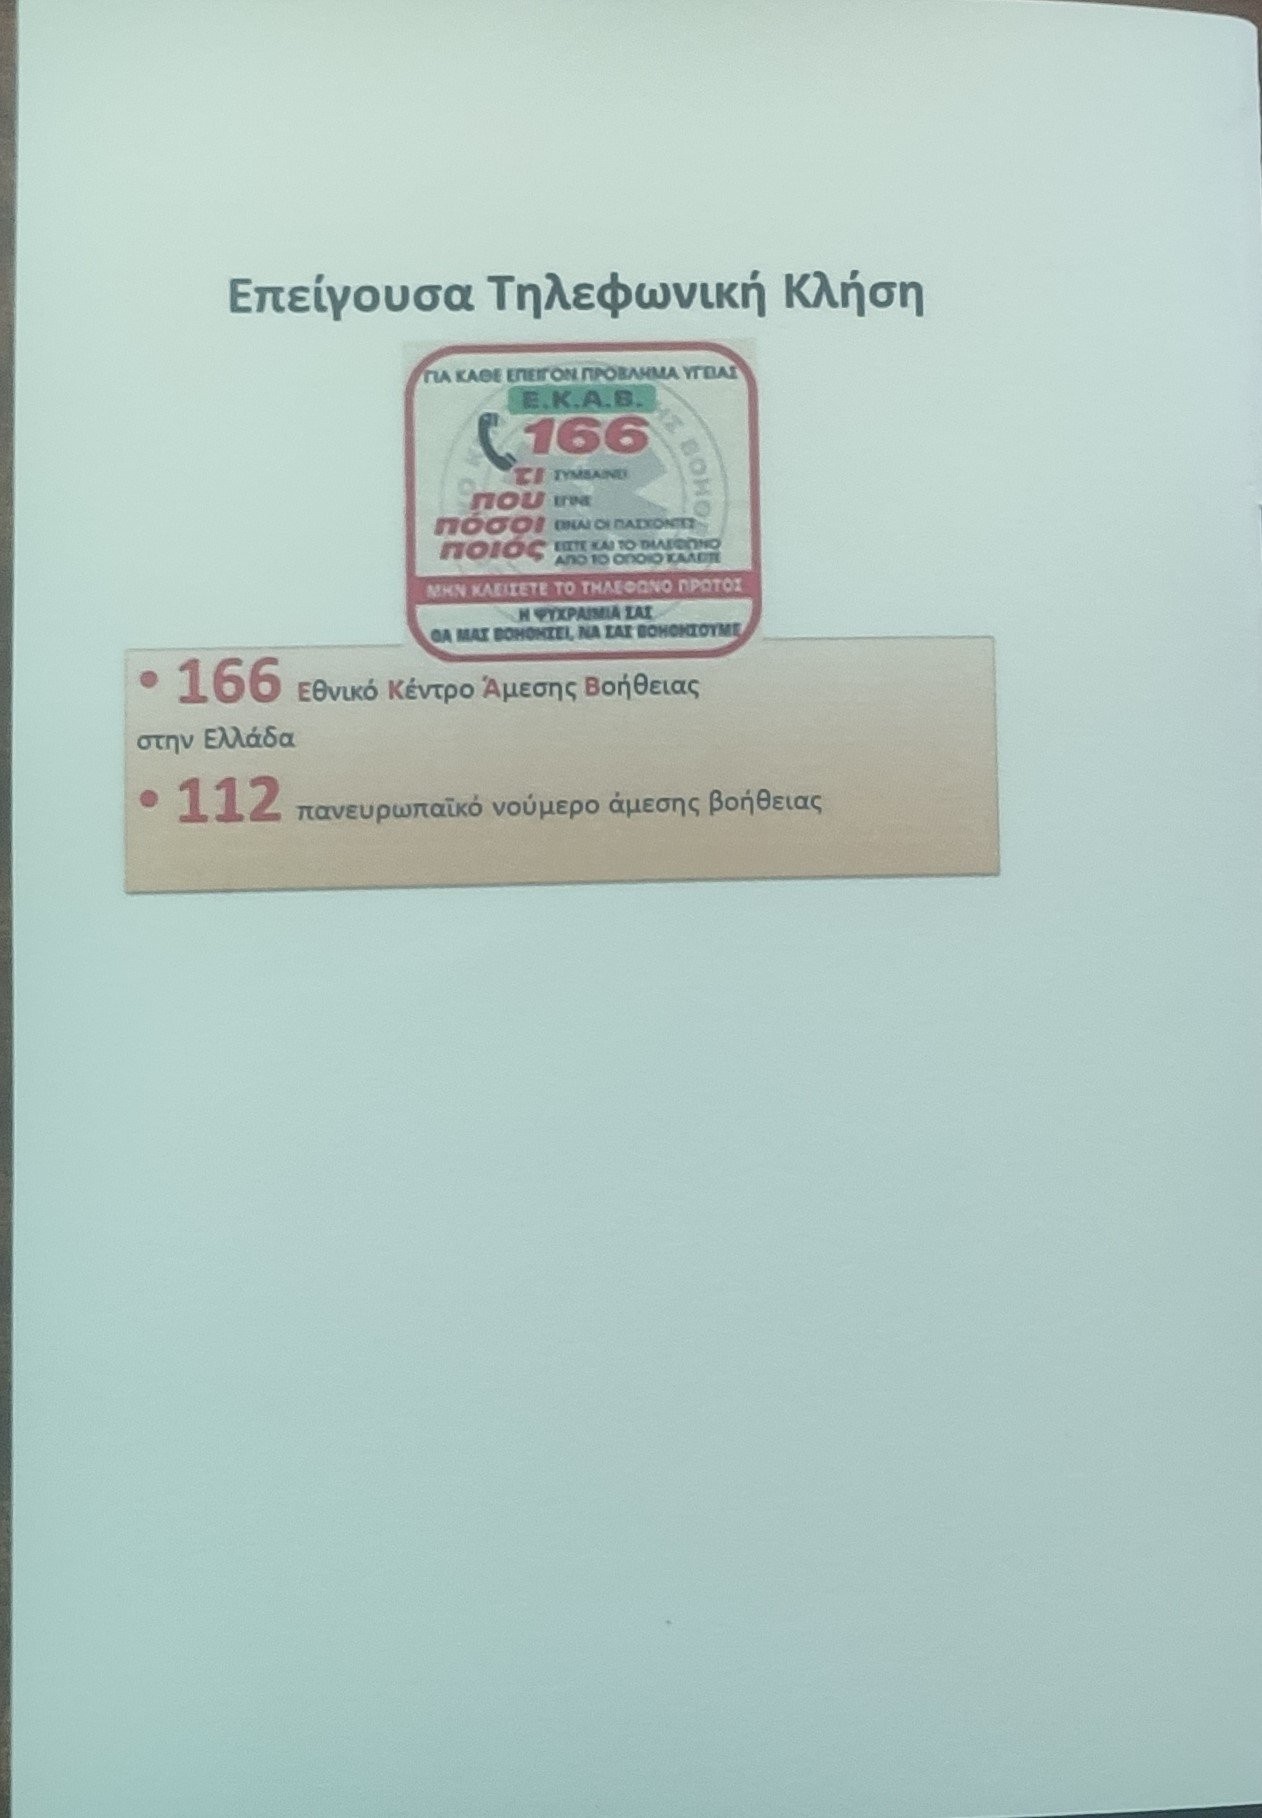 Επείγουσα Τηλεφωνική Κλήση
ΓΙΑ ΚΑΘΕ ΕΠΕΙΓΟΝ ΠΡΟΒΛΗΜΑ ΥΓΕΙΑΣ
Ε.Κ.Α.Β.
166
τι ΣΥΜΒΑΙΝΕΙ
που ΕΓΙΝΕ
πόσοι ΕΙΝΑΙ ΟΙ ΠΑΣΧΟΝΤΕΣ
ποιός ΕΙΣΤΕ ΚΑΙ ΤΟ ΤΗΛΕΦΩΝΟ
ΑΠΟ ΤΟ ΟΠΟΙΟ ΚΑΛΕΙΤΕ
ΜΗΝ ΚΛΕΙΣΕΤΕ ΤΟ ΤΗΛΕΦΩΝΟ ΠΡΩΤΟΣ
Η ΨΥΧΡΑΙΜΙΑ ΣΑΣ
ΘΑ ΜΑΣ ΒΟΗΘΗΣΕΙ, ΝΑ ΣΑΣ ΒΟΗΘΗΣΟΥΜΕ
• 166 Εθνικό Κέντρο Άμεσης Βοήθειας
στην Ελλάδα
• 112 πανευρωπαϊκό νούμερο άμεσης βοήθειας